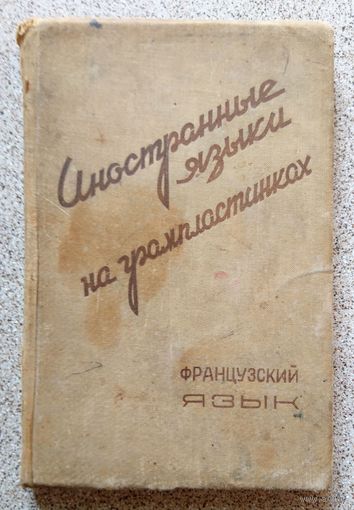 Иностранные
языки
на грампластинках
ФРАНЦУЗСКИЙ
ЯЗЫК